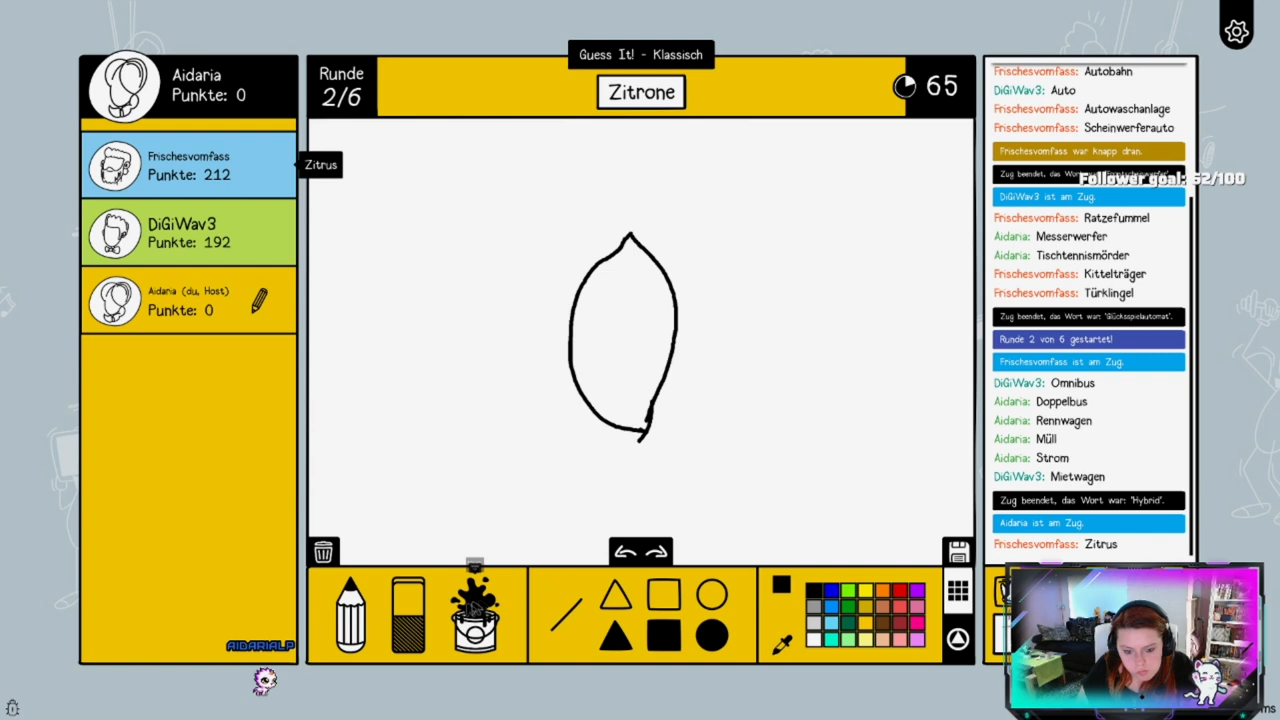 Guess It! - Klassisch
Aidaria
Punkte: 0
Runde
2/6
Zitrone
65
Frischesvomfass
Punkte: 212
Zitrus
DiGiWav3
Punkte: 192
Aidaria (du, Host)
Punkte: 0
Frischesvomfass: Autobahn
DiGiWav3: Auto
Frischesvomfass: Autowaschanlage
Frischesvomfass: Scheinwerferauto
Frischesvomfass war knapp dran.
Zug beendet, das Wort war:
Follower goal: 52/100
DiGiWav3 ist am Zug.
Frischesvomfass: Ratzefummel
Aidaria: Messerwerfer
Aidaria: Tischtennismörder
Frischesvomfass: Kittelträger
Frischesvomfass: Türklingel
Zug beendet, das Wort war: 'Glücksspielautomat'.
Runde 2 von 6 gestartet!
Frischesvomfass ist am Zug.
DiGiWav3: Omnibus
Aidaria: Doppelbus
Aidaria: Rennwagen
Aidaria: Müll
Aidaria: Strom
DiGiWav3: Mietwagen
Zug beendet, das Wort war: 'Hybrid'.
Aidaria ist am Zug.
Frischesvomfass: Zitrus
AIDARIALP
ms